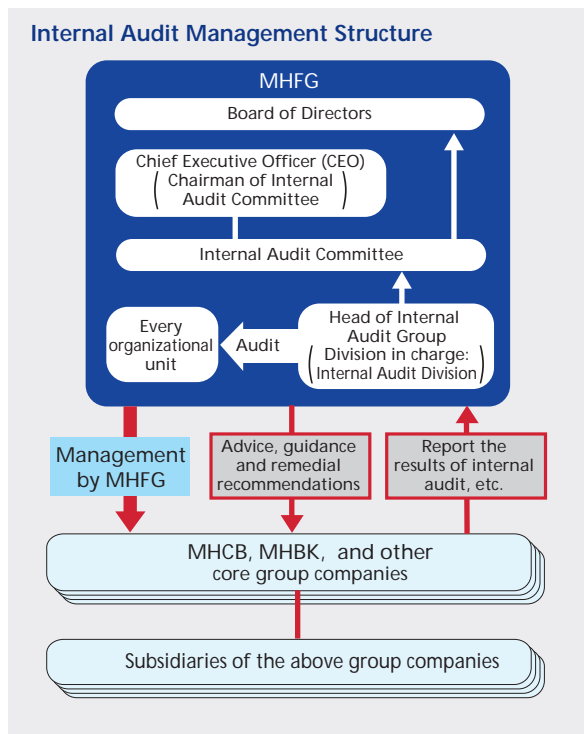 Internal Audit Management Structure
MHFG
Board of Directors
Chief Executive Officer (CEO)
(Chairman of Internal
Audit Committee)
Internal Audit Committee
Every
organizational
unit
Audit
Head of Internal
Audit Group
(Division in charge:
Internal Audit Division)
Management
by MHFG
Advice, guidance
and remedial
recommendations
Report the
results of internal
audit, etc.
MHCB, MHBK, and other
core group companies
Subsidiaries of the above group companies